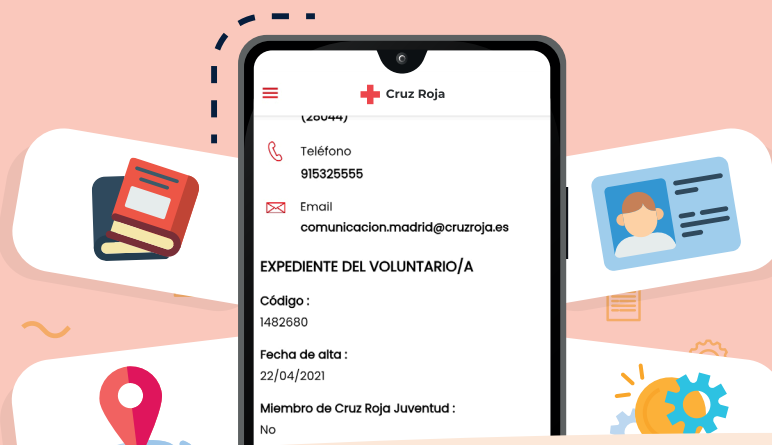 Cruz Roja
(28044)
Teléfono
915325555
Email
comunicacion.madrid@cruzroja.es
EXPEDIENTE DEL VOLUNTARIO/A
Código :
1482680
Fecha de alta :
22/04/2021
Miembro de Cruz Roja Juventud :
No